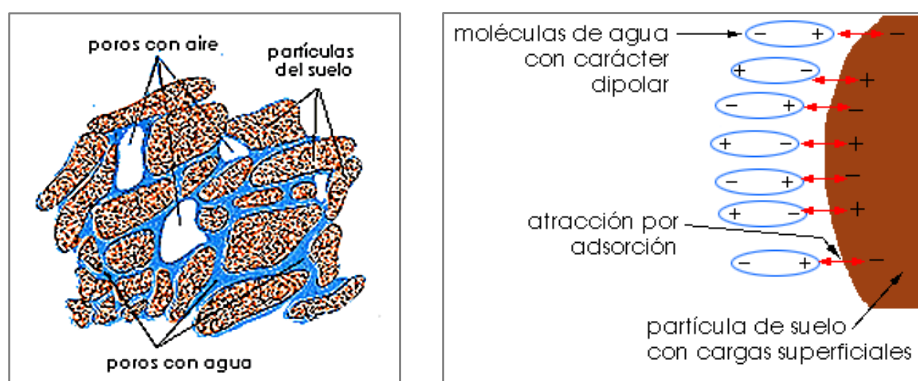 poros con aire
partículas
del suelo
poros con agua
moléculas de agua
con carácter
dipolar
- + -
+ - +
- + -
+ - +
- + -
+ - +
- + -
atracción por
adsorción
partícula de suelo
con cargas superficiales